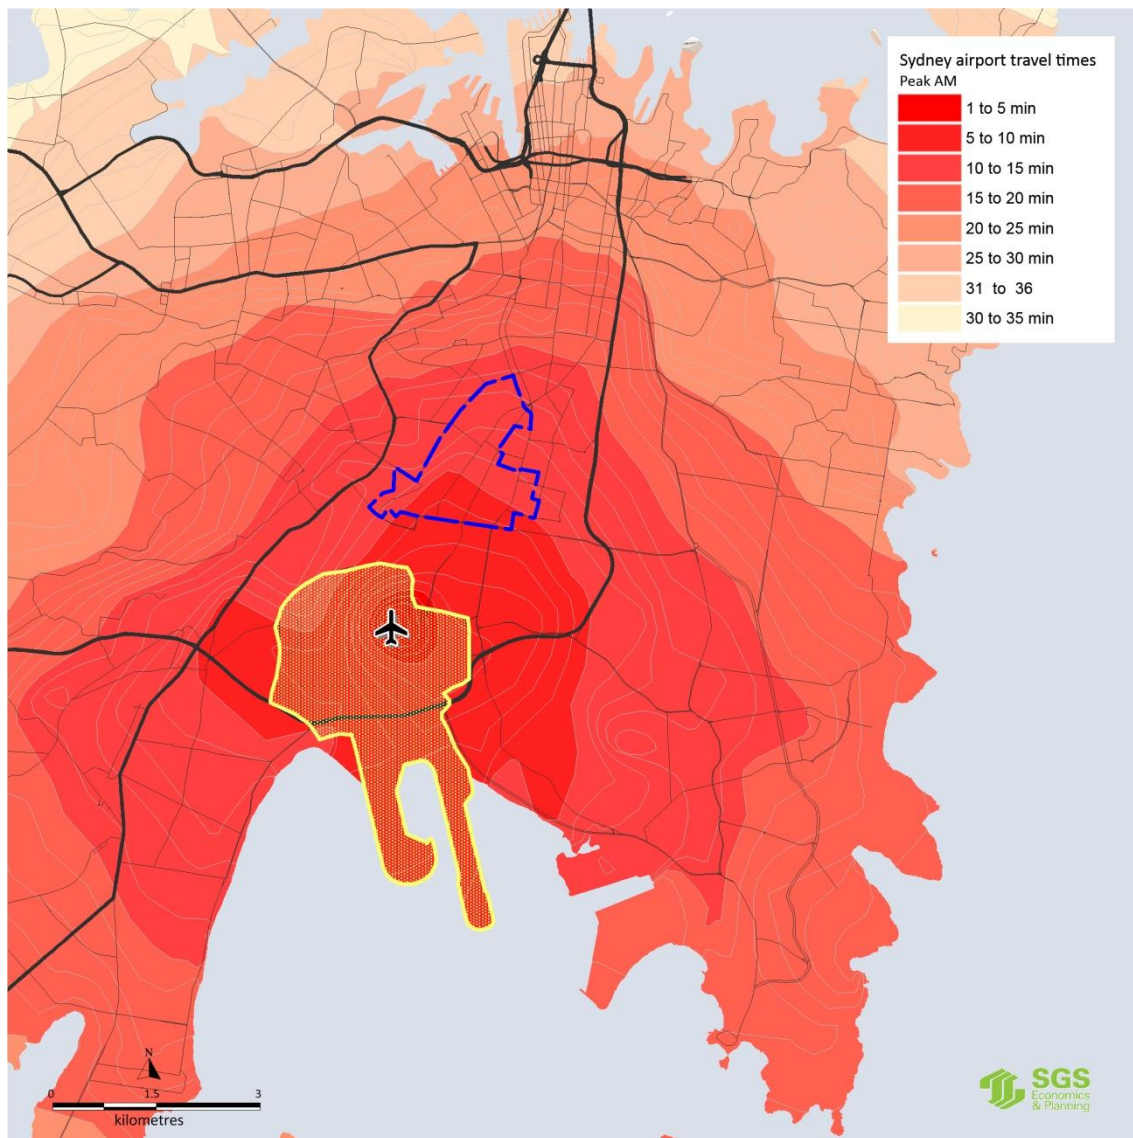 Sydney airport travel times
Peak AM
1 to 5 min
5 to 10 min
10 to 15 min
15 to 20 min
20 to 25 min
25 to 30 min
31 to 36
30 to 35 min
N
0 1.5 3
kilometres
SGS
Economics
& Planning